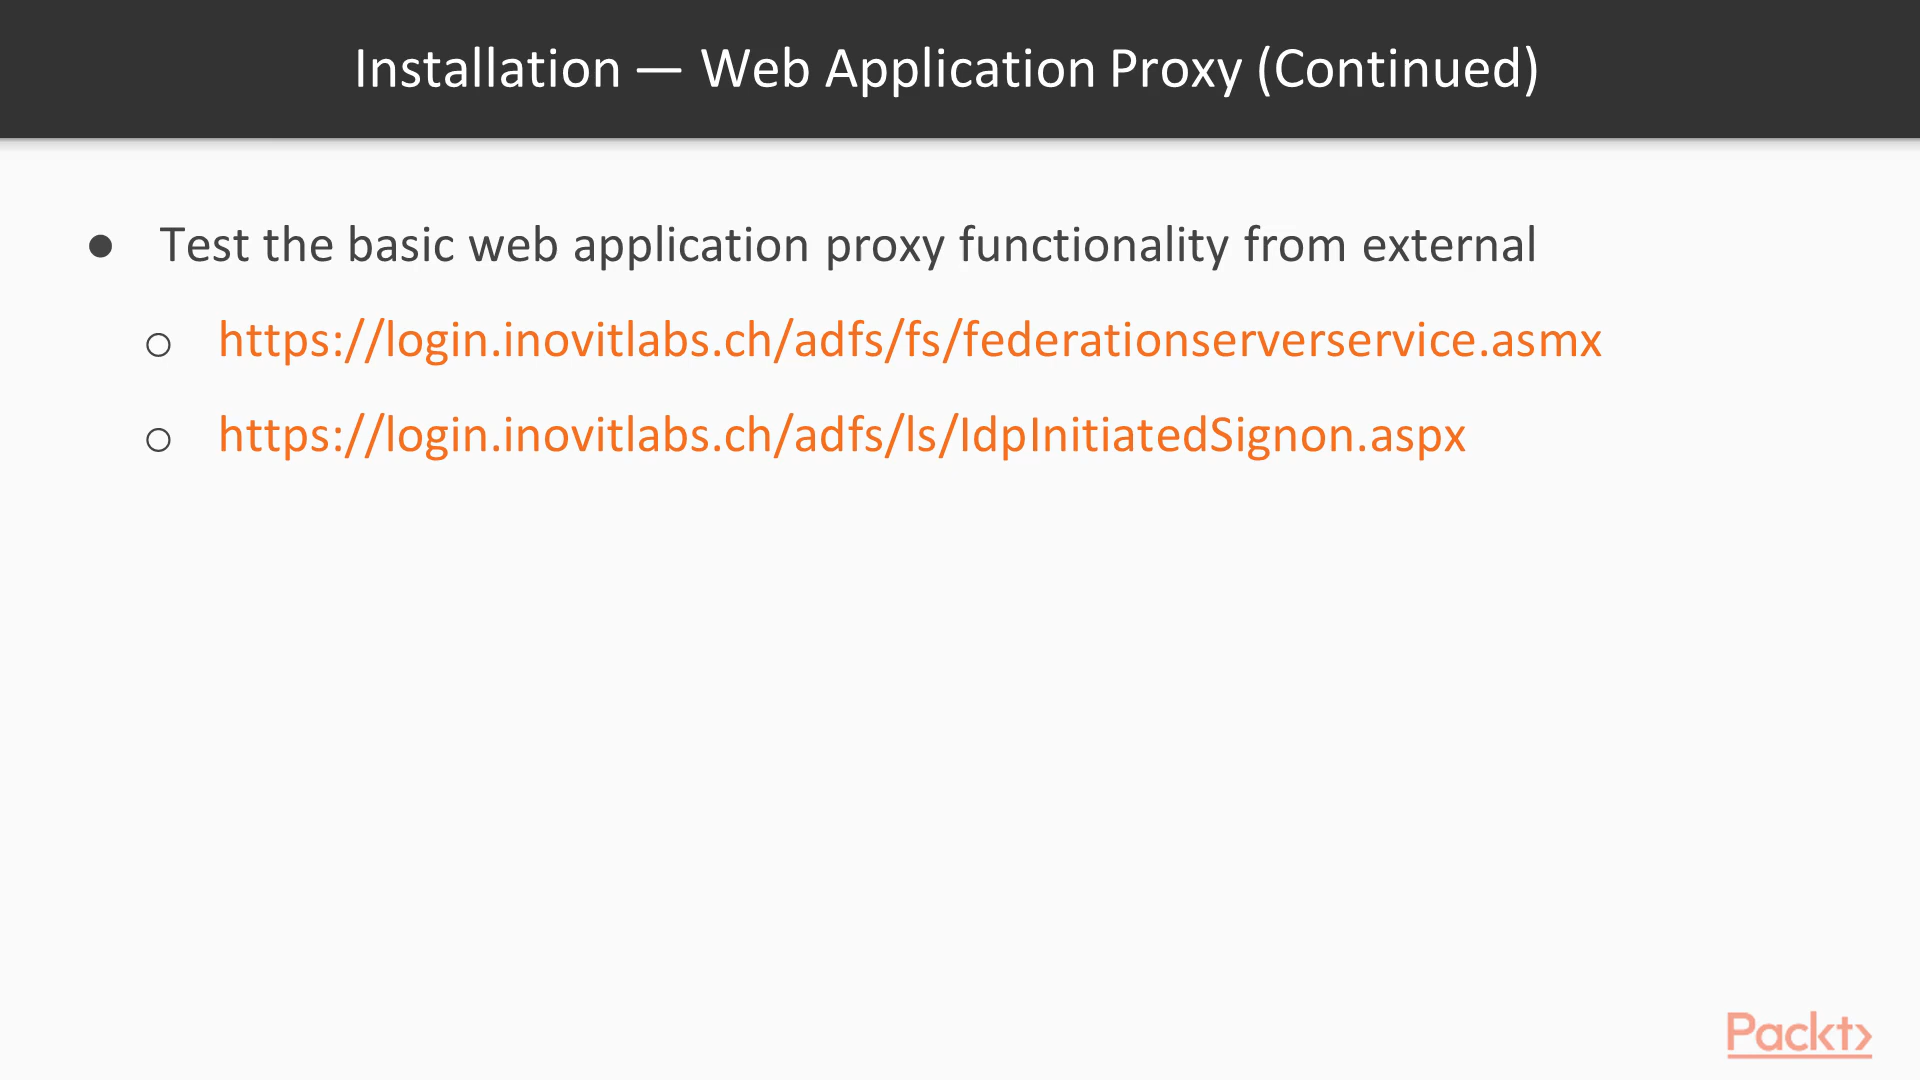 Installation — Web Application Proxy (Continued)
● Test the basic web application proxy functionality from external
○ https://login.inovitlabs.ch/adfs/fs/federationserverservice.asmx
○ https://login.inovitlabs.ch/adfs/ls/IdpInitiatedSignon.aspx
Packt>